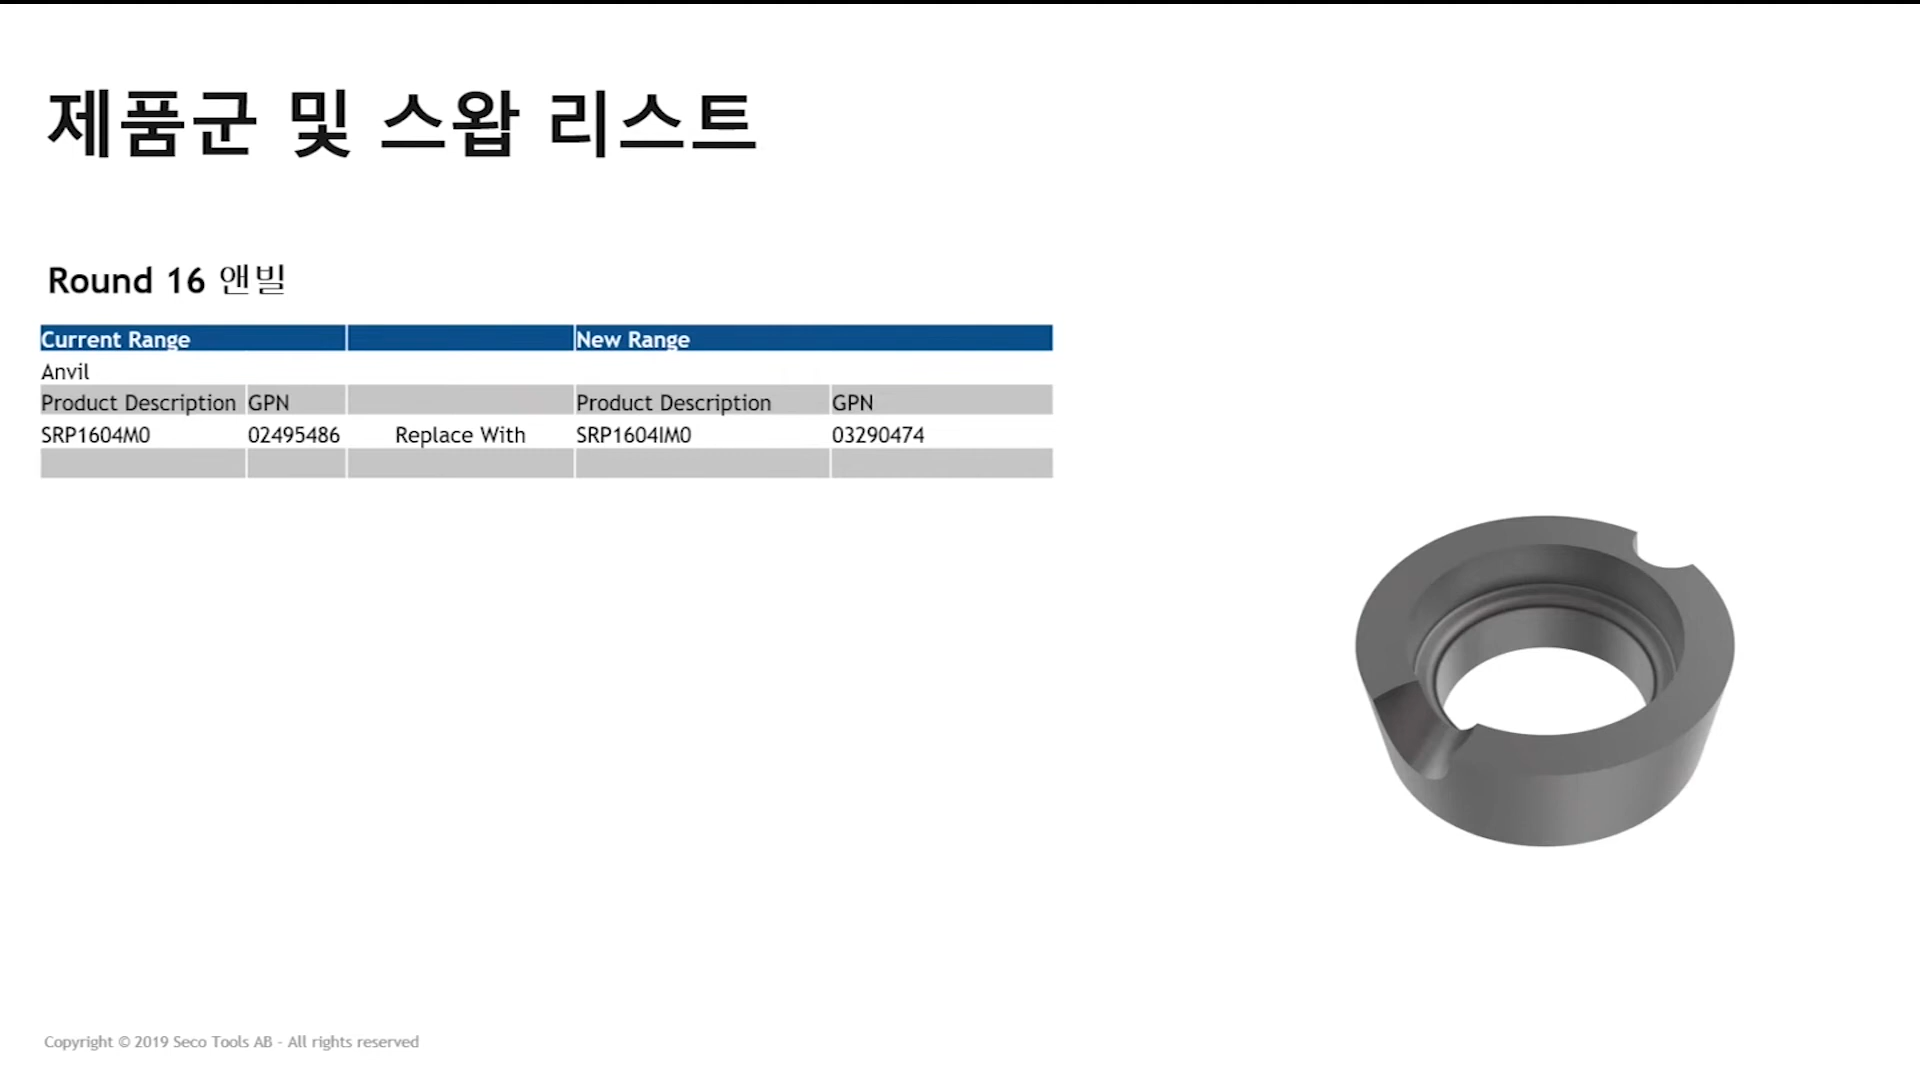 제품군 및 스왑 리스트
Round 16 앤빌
Current Range New Range
Anvil
Product Description GPN Product Description GPN
SRP1604M0 02495486 Replace With SRP1604IM0 03290474
Copyright © 2019 Seco Tools AB - All rights reserved